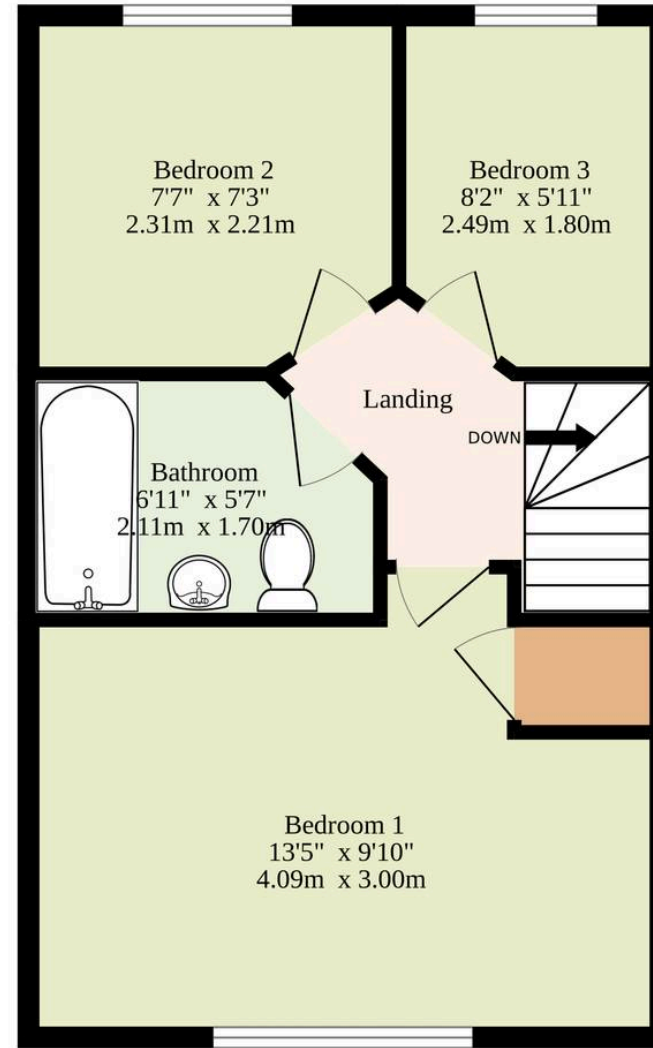 Bedroom 2
7'7" x 7'3"
2.31m x 2.21m
Bedroom 3
8'2" x 5'11"
2.49m x 1.80m
Landing
DOWN
Bathroom
6'11" x 5'7"
2.11m x 1.70m
Bedroom 1
13'5" x 9'10"
4.09m x 3.00m